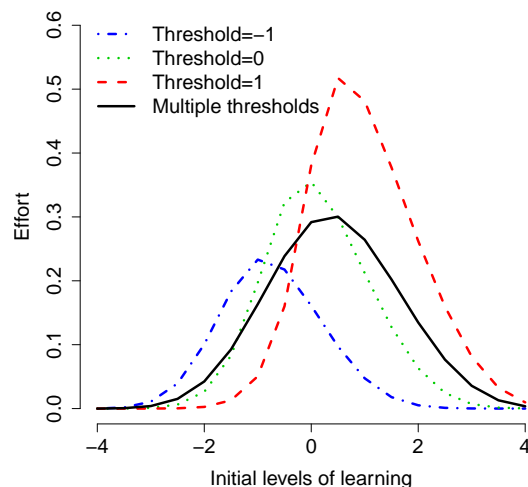 Threshold=−1
Threshold=0
Threshold=1
Multiple thresholds
0.6
0.5
0.4
0.3
0.2
0.1
0.0
Effort
−4
−2
0
2
4
Initial levels of learning